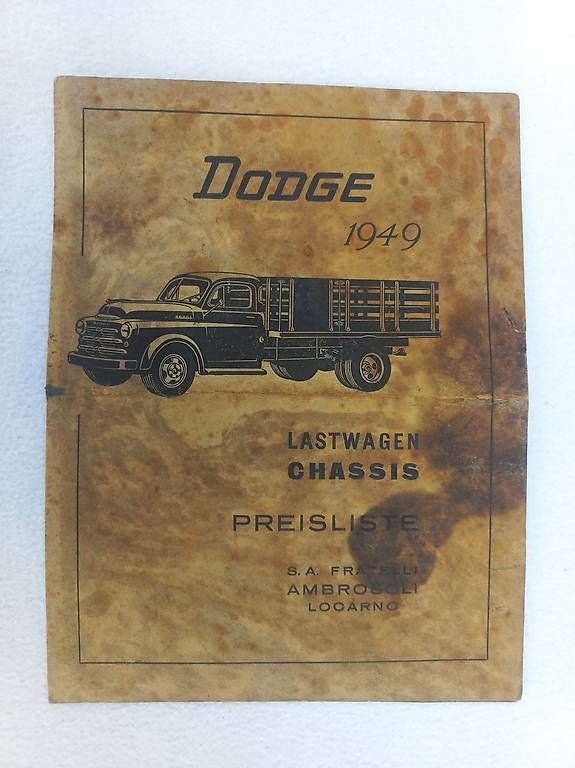 DODGE
1949
LASTWAGEN
CHASSIS
PREISLISTE
S.A. FRATELLI
AMBROSOLI
LOCARNO